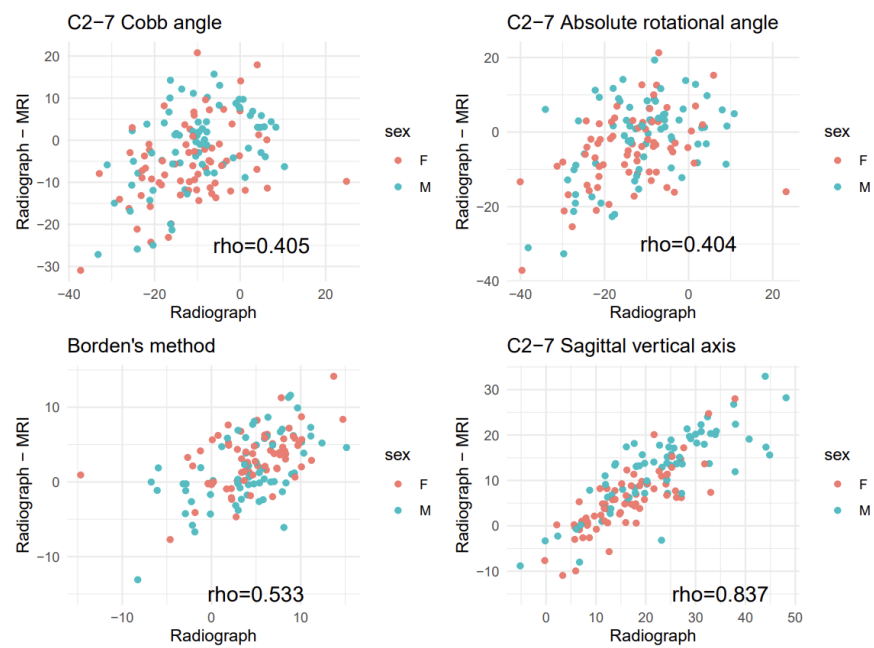 C2−7 Cobb angle
20
10
0
−10
−20
−30
Radiograph − MRI
rho=0.405
−40
−20
0
20
Radiograph
sex
F
M
C2−7 Absolute rotational angle
20
0
−20
−40
Radiograph − MRI
rho=0.404
−40
−20
0
20
Radiograph
sex
F
M
Borden's method
10
0
−10
Radiograph − MRI
rho=0.533
−10
0
10
Radiograph
sex
F
M
C2−7 Sagittal vertical axis
30
20
10
0
−10
Radiograph − MRI
rho=0.837
0
10
20
30
40
50
Radiograph
sex
F
M